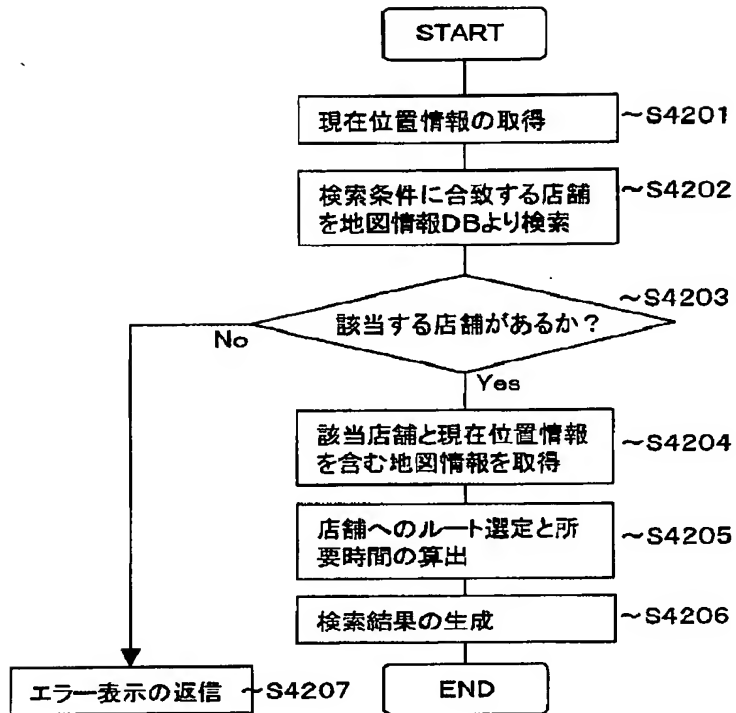 START
現在位置情報の取得
~S4201
検索条件に合致する店舗
を地図情報DBより検索
~S4202
該当する店舗があるか？
~S4203
No
Yes
該当店舗と現在位置情報
を含む地図情報を取得
~S4204
店舗へのルート選定と所
要時間の算出
~S4205
検索結果の生成
~S4206
エラー表示の返信
~S4207
END